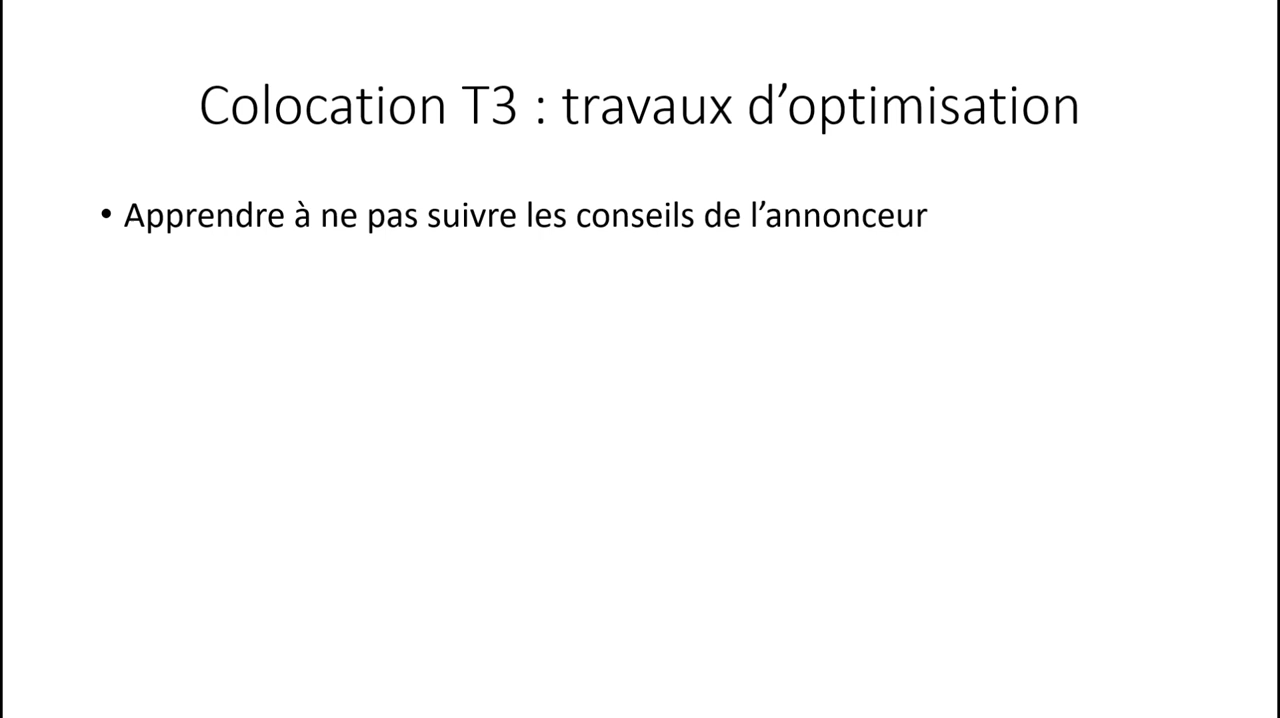 Colocation T3 : travaux d’optimisation
• Apprendre à ne pas suivre les conseils de l’annonceur